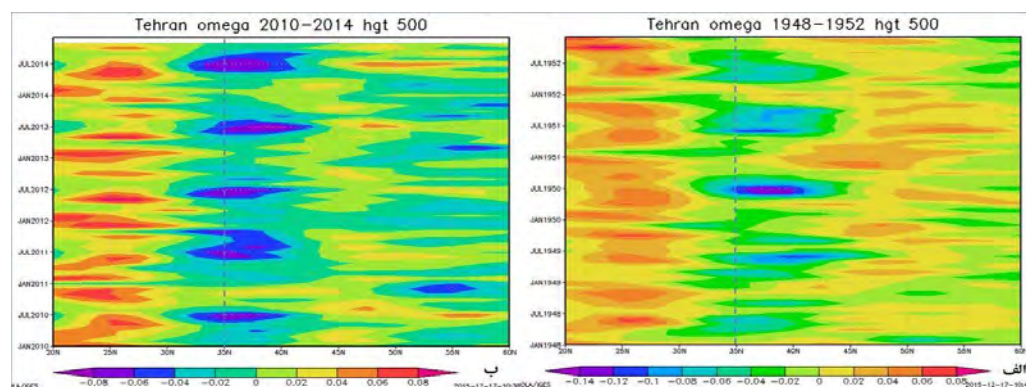 Tehran omega 2010-2014 hgt 500
JUL2014
JAN2014
JUL2013
JAN2013
JUL2012
JAN2012
JUL2011
JAN2011
JUL2010
JAN2010
20N 25N 30N 35N 40N 45N 50N 55N 60N
-0.08 -0.06 -0.04 -0.02 0 0.02 0.04 0.06 0.08
ب
Tehran omega 1948-1952 hgt 500
JUL1952
JAN1952
JUL1951
JAN1951
JUL1950
JAN1950
JUL1949
JAN1949
JUL1948
JAN1948
20N 25N 30N 35N 40N 45N 50N 55N 60N
-0.14 -0.12 -0.1 -0.08 -0.06 -0.04 -0.02 0 0.02 0.04 0.06 0.08
الف